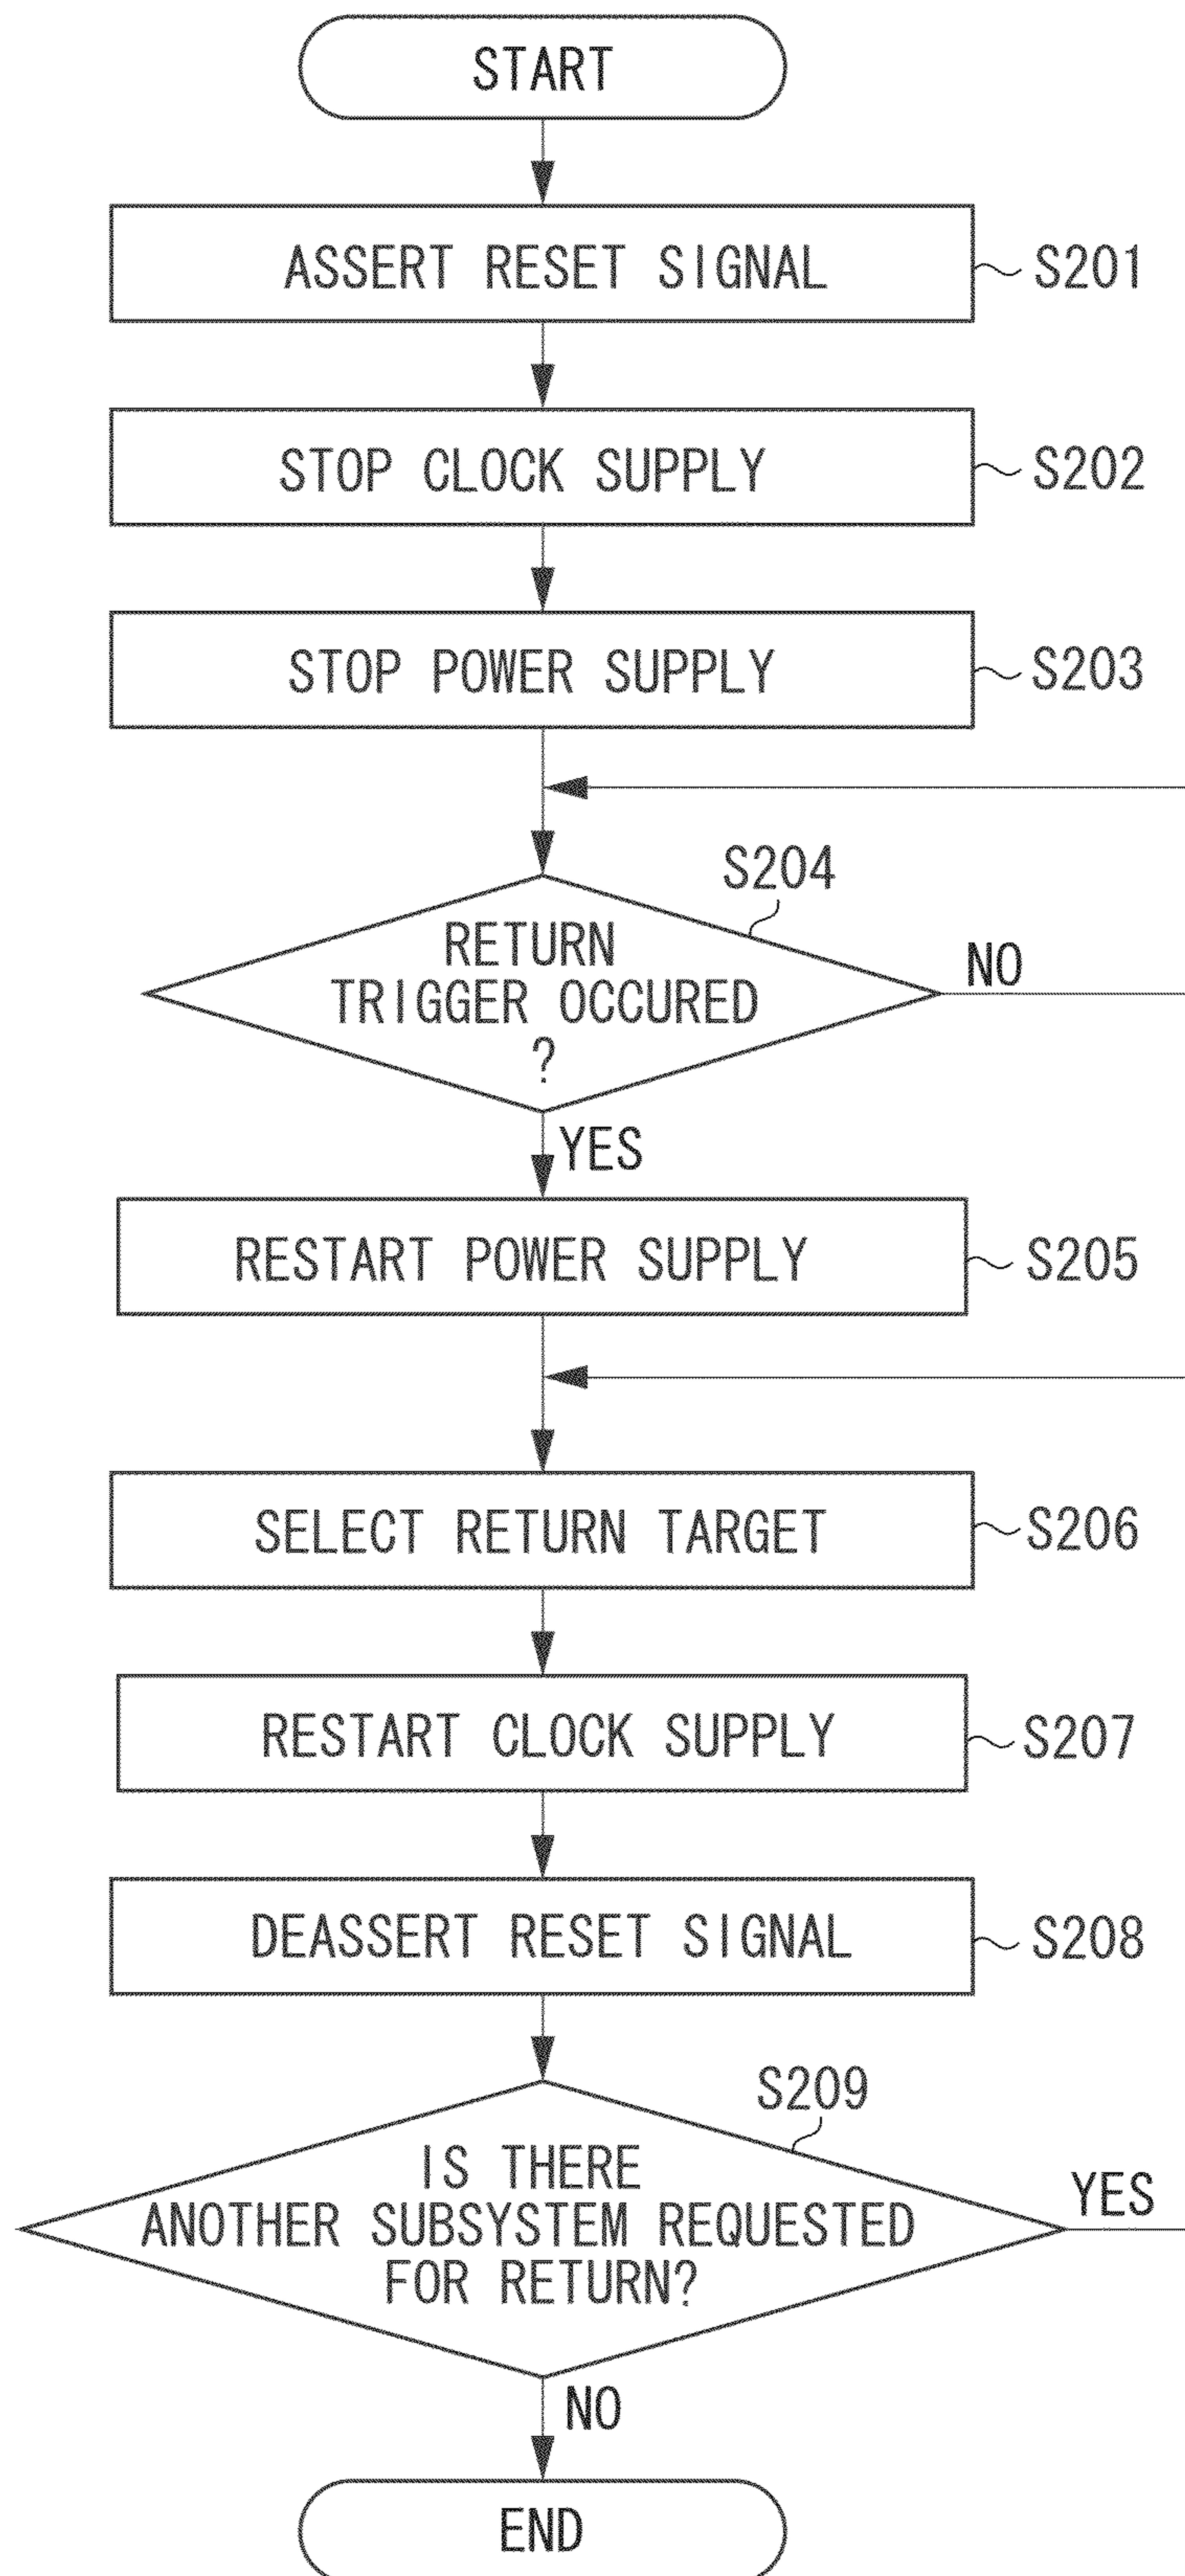 START
ASSERT RESET SIGNAL
S201
STOP CLOCK SUPPLY
S202
STOP POWER SUPPLY
S203
S204
RETURN
TRIGGER OCCURED
?
NO
YES
RESTART POWER SUPPLY
S205
SELECT RETURN TARGET
S206
RESTART CLOCK SUPPLY
S207
DEASSERT RESET SIGNAL
S208
S209
IS THERE
ANOTHER SUBSYSTEM REQUESTED
FOR RETURN?
YES
NO
END